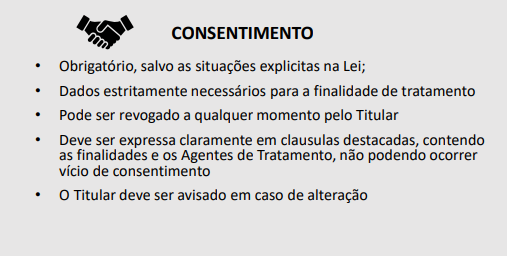 CONSENTIMENTO
• Obrigatório, salvo as situações explicitas na Lei;
• Dados estritamente necessários para a finalidade de tratamento
• Pode ser revogado a qualquer momento pelo Titular
• Deve ser expressa claramente em clausulas destacadas, contendo
as finalidades e os Agentes de Tratamento, não podendo ocorrer
vício de consentimento
• O Titular deve ser avisado em caso de alteração